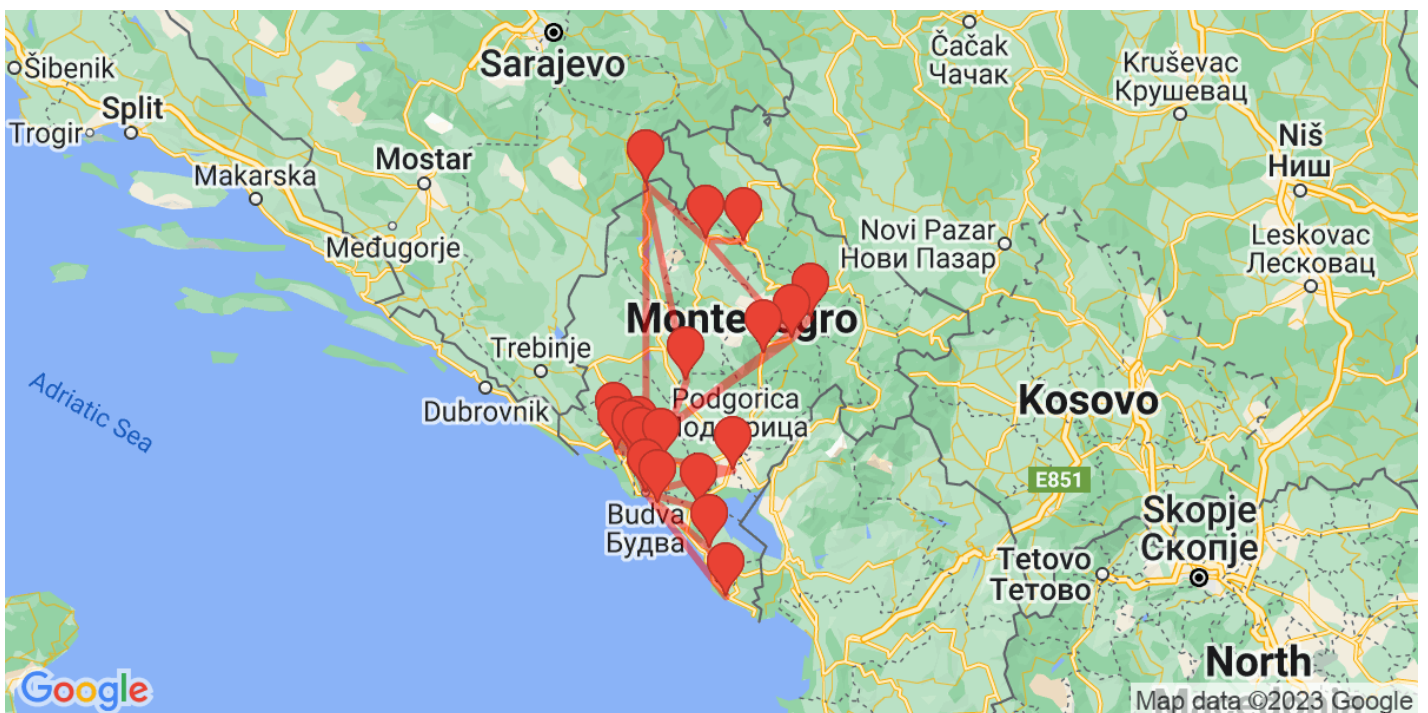 Šibenik
Trogir
Split
Makarska
Sarajevo
Mostar
Međugorje
Čačak
Чачак
Kruševac
Крушевац
Niš
Ниш
Novi Pazar
Нови Пазар
Leskovac
Лесковац
Trebinje
Dubrovnik
Adriatic Sea
Podgorica
Kosovo
E851
Budva
Будва
Skopje
Скопје
Tetovo
Тетово
North
Google
Map data ©2023 Google